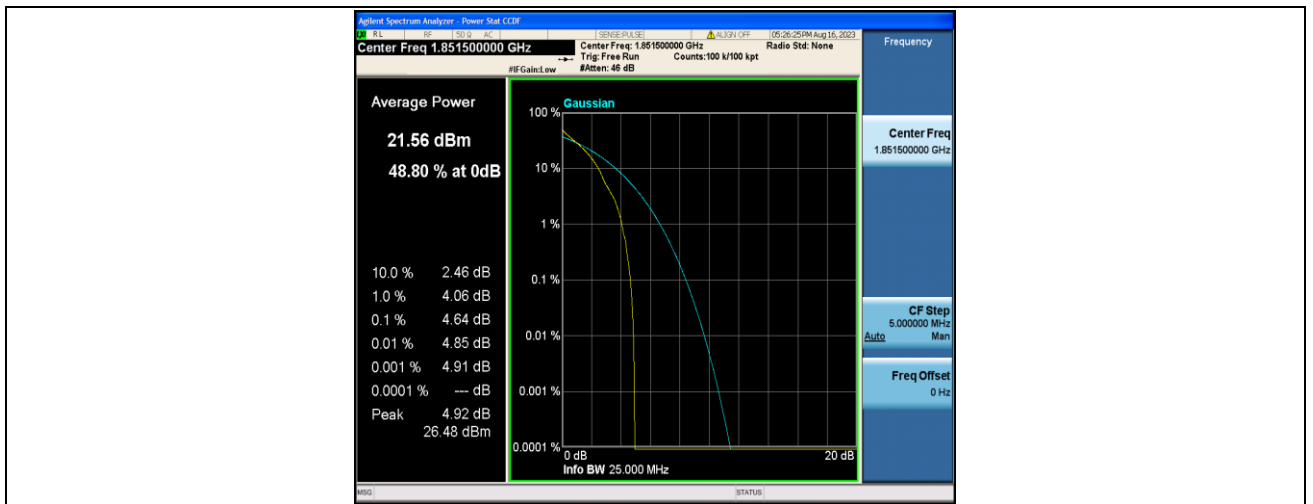 Agilent Spectrum Analyzer - Power Stat CCDF
RL RF 50 Ω AC SENSE:PULSE ALIGN OFF 05:26:25 PM Aug 16, 2023
Center Freq 1.851500000 GHz
Center Freq: 1.851500000 GHz Radio Std: None
Trig: Free Run Counts:100 k/100 kpt
#IFGain:Low #Atten: 46 dB
Frequency
Average Power
21.56 dBm
48.80 % at 0dB
10.0 % 2.46 dB
1.0 % 4.06 dB
0.1 % 4.64 dB
0.01 % 4.85 dB
0.001 % 4.91 dB
0.0001 % --- dB
Peak 4.92 dB
26.48 dBm
Gaussian
100 %
10 %
1 %
0.1 %
0.01 %
0.001 %
0.0001 %
0 dB 20 dB
Info BW 25.000 MHz
Center Freq
1.851500000 GHz
CF Step
5.000000 MHz
Auto Man
Freq Offset
0 Hz
MSG STATUS